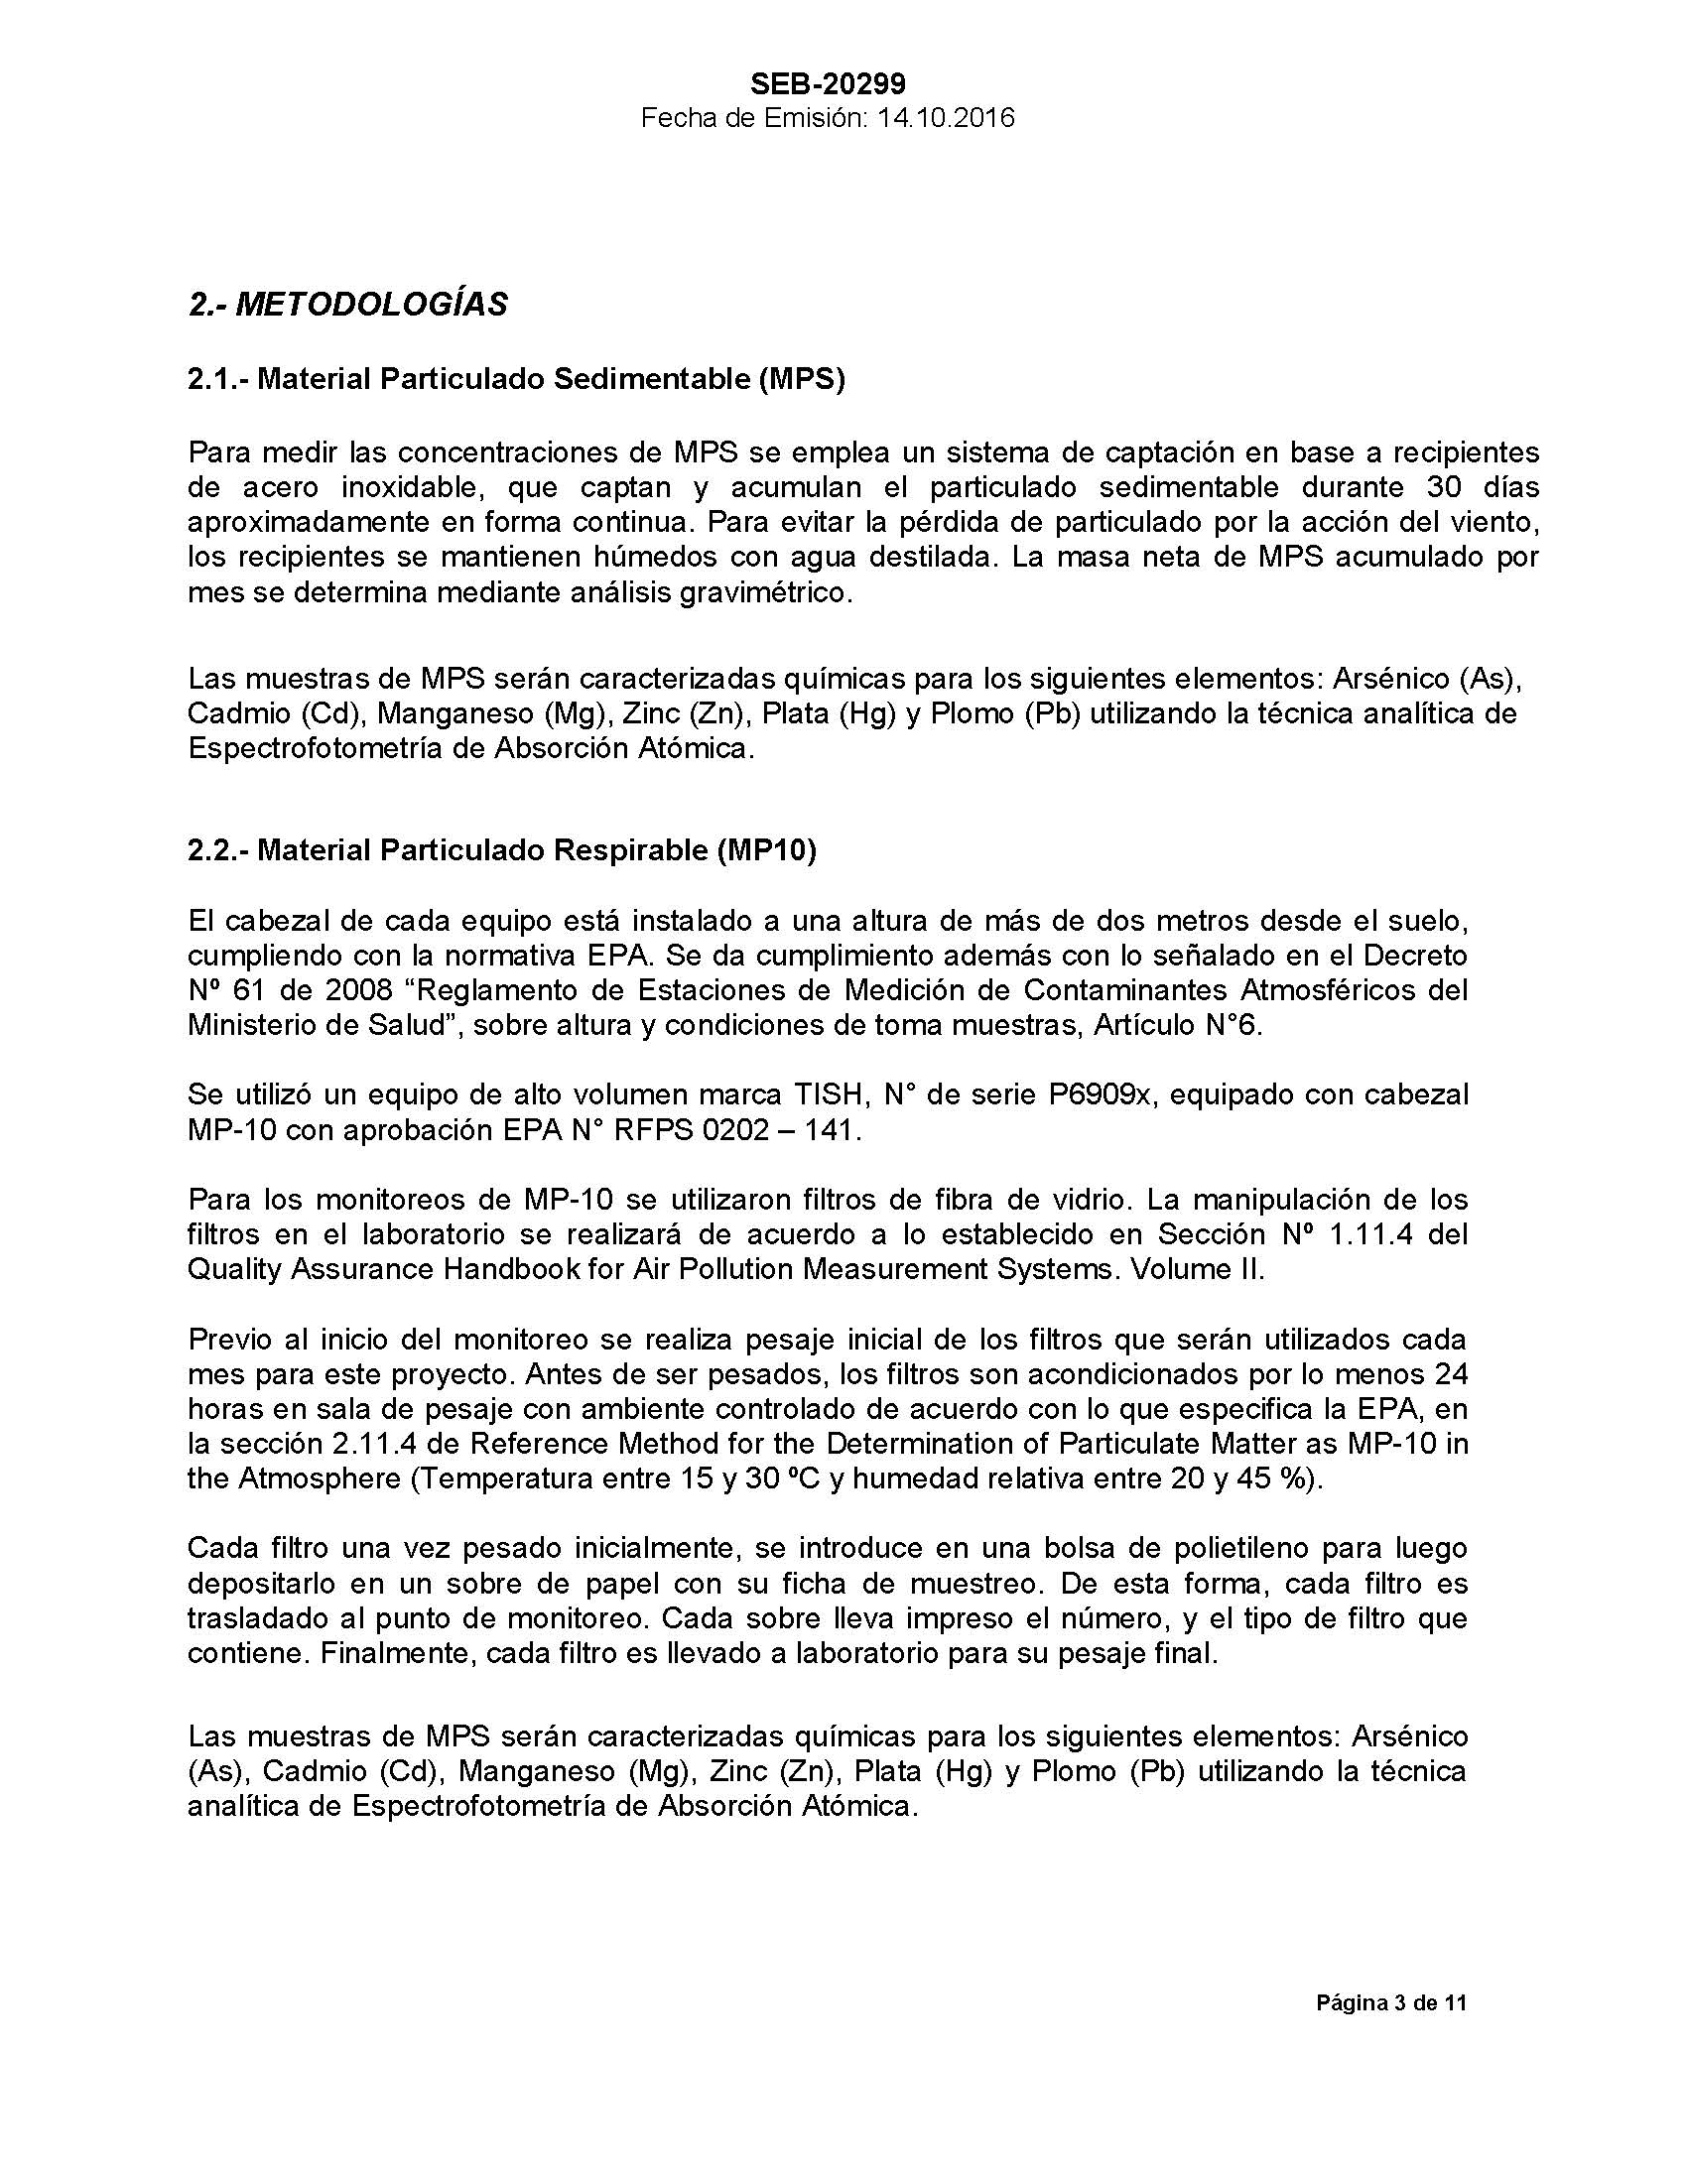 SEB-20299
Fecha de Emisión: 14.10.2016
2.- METODOLOGÍAS
2.1.- Material Particulado Sedimentable (MPS)
Para medir las concentraciones de MPS se emplea un sistema de captación en base a recipientes
de acero inoxidable, que captan y acumulan el particulado sedimentable durante 30 días
aproximadamente en forma continua. Para evitar la pérdida de particulado por la acción del viento,
los recipientes se mantienen húmedos con agua destilada. La masa neta de MPS acumulado por
mes se determina mediante análisis gravimétrico.
Las muestras de MPS serán caracterizadas químicas para los siguientes elementos: Arsénico (As),
Cadmio (Cd), Manganeso (Mg), Zinc (Zn), Plata (Hg) y Plomo (Pb) utilizando la técnica analítica de
Espectrofotometría de Absorción Atómica.
2.2.- Material Particulado Respirable (MP10)
El cabezal de cada equipo está instalado a una altura de más de dos metros desde el suelo,
cumpliendo con la normativa EPA. Se da cumplimiento además con lo señalado en el Decreto
Nº 61 de 2008 “Reglamento de Estaciones de Medición de Contaminantes Atmosféricos del
Ministerio de Salud”, sobre altura y condiciones de toma muestras, Artículo N°6.
Se utilizó un equipo de alto volumen marca TISH, N° de serie P6909x, equipado con cabezal
MP-10 con aprobación EPA N° RFPS 0202 – 141.
Para los monitoreos de MP-10 se utilizaron filtros de fibra de vidrio. La manipulación de los
filtros en el laboratorio se realizará de acuerdo a lo establecido en Sección Nº 1.11.4 del
Quality Assurance Handbook for Air Pollution Measurement Systems. Volume II.
Previo al inicio del monitoreo se realiza pesaje inicial de los filtros que serán utilizados cada
mes para este proyecto. Antes de ser pesados, los filtros son acondicionados por lo menos 24
horas en sala de pesaje con ambiente controlado de acuerdo con lo que especifica la EPA, en
la sección 2.11.4 de Reference Method for the Determination of Particulate Matter as MP-10 in
the Atmosphere (Temperatura entre 15 y 30 ºC y humedad relativa entre 20 y 45 %).
Cada filtro una vez pesado inicialmente, se introduce en una bolsa de polietileno para luego
depositarlo en un sobre de papel con su ficha de muestreo. De esta forma, cada filtro es
trasladado al punto de monitoreo. Cada sobre lleva impreso el número, y el tipo de filtro que
contiene. Finalmente, cada filtro es llevado a laboratorio para su pesaje final.
Las muestras de MPS serán caracterizadas químicas para los siguientes elementos: Arsénico
(As), Cadmio (Cd), Manganeso (Mg), Zinc (Zn), Plata (Hg) y Plomo (Pb) utilizando la técnica
analítica de Espectrofotometría de Absorción Atómica.
Página 3 de 11